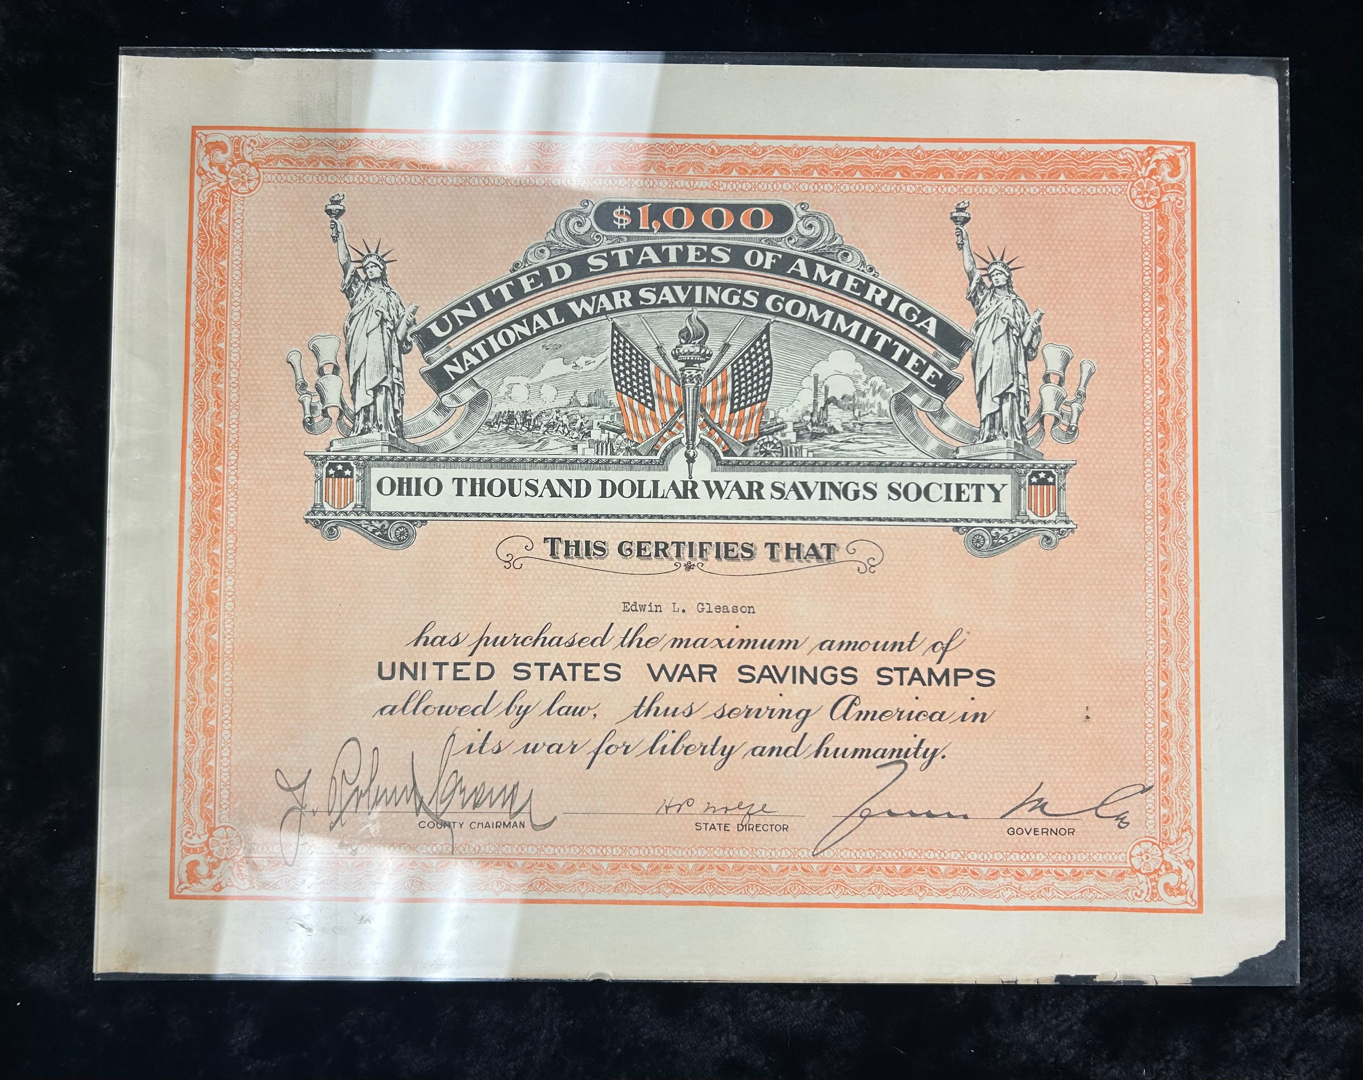 $1,000
UNITED STATES OF AMERICA
NATIONAL WAR SAVINGS COMMITTEE
OHIO THOUSAND DOLLAR WAR SAVINGS SOCIETY
THIS CERTIFIES THAT
Edwin L. Gleason
has purchased the maximum amount of
UNITED STATES WAR SAVINGS STAMPS
allowed by law, thus serving America in
its war for liberty and humanity.
H P Wolfe
COUNTY CHAIRMAN STATE DIRECTOR GOVERNOR